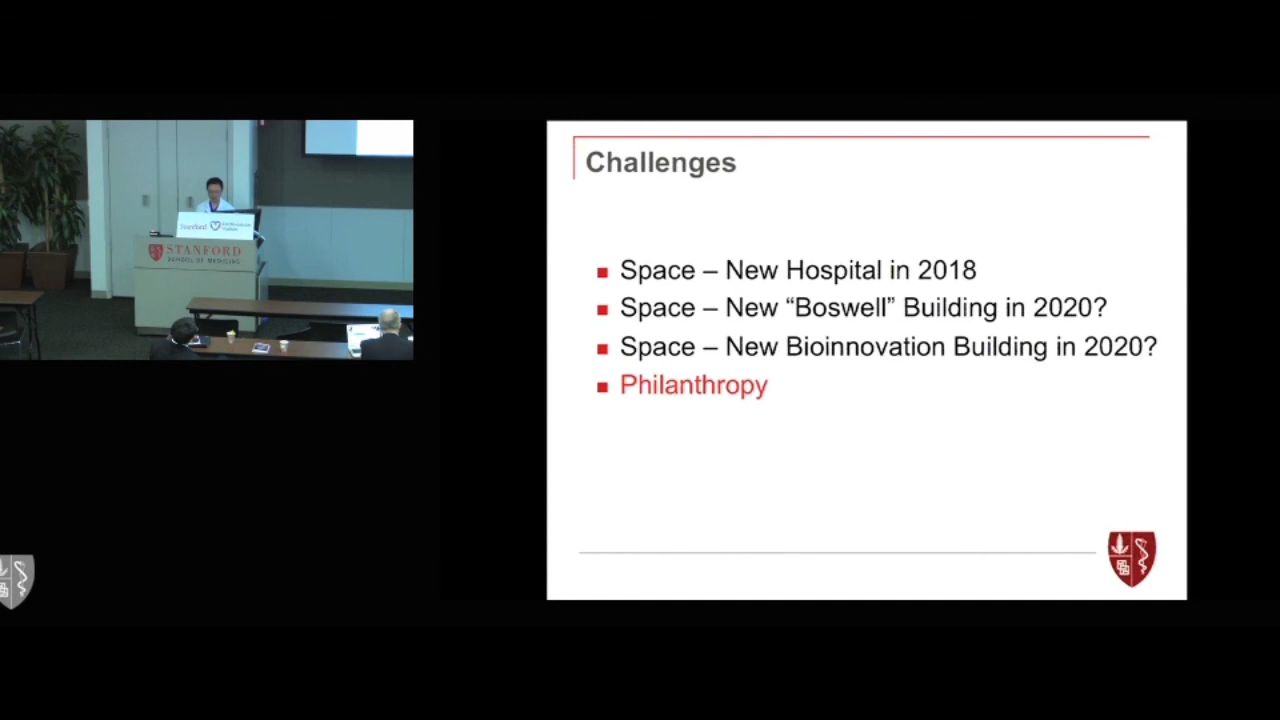 Stanford
STANFORD
SCHOOL OF MEDICINE
Challenges
Space – New Hospital in 2018
Space – New “Boswell” Building in 2020?
Space – New Bioinnovation Building in 2020?
Philanthropy